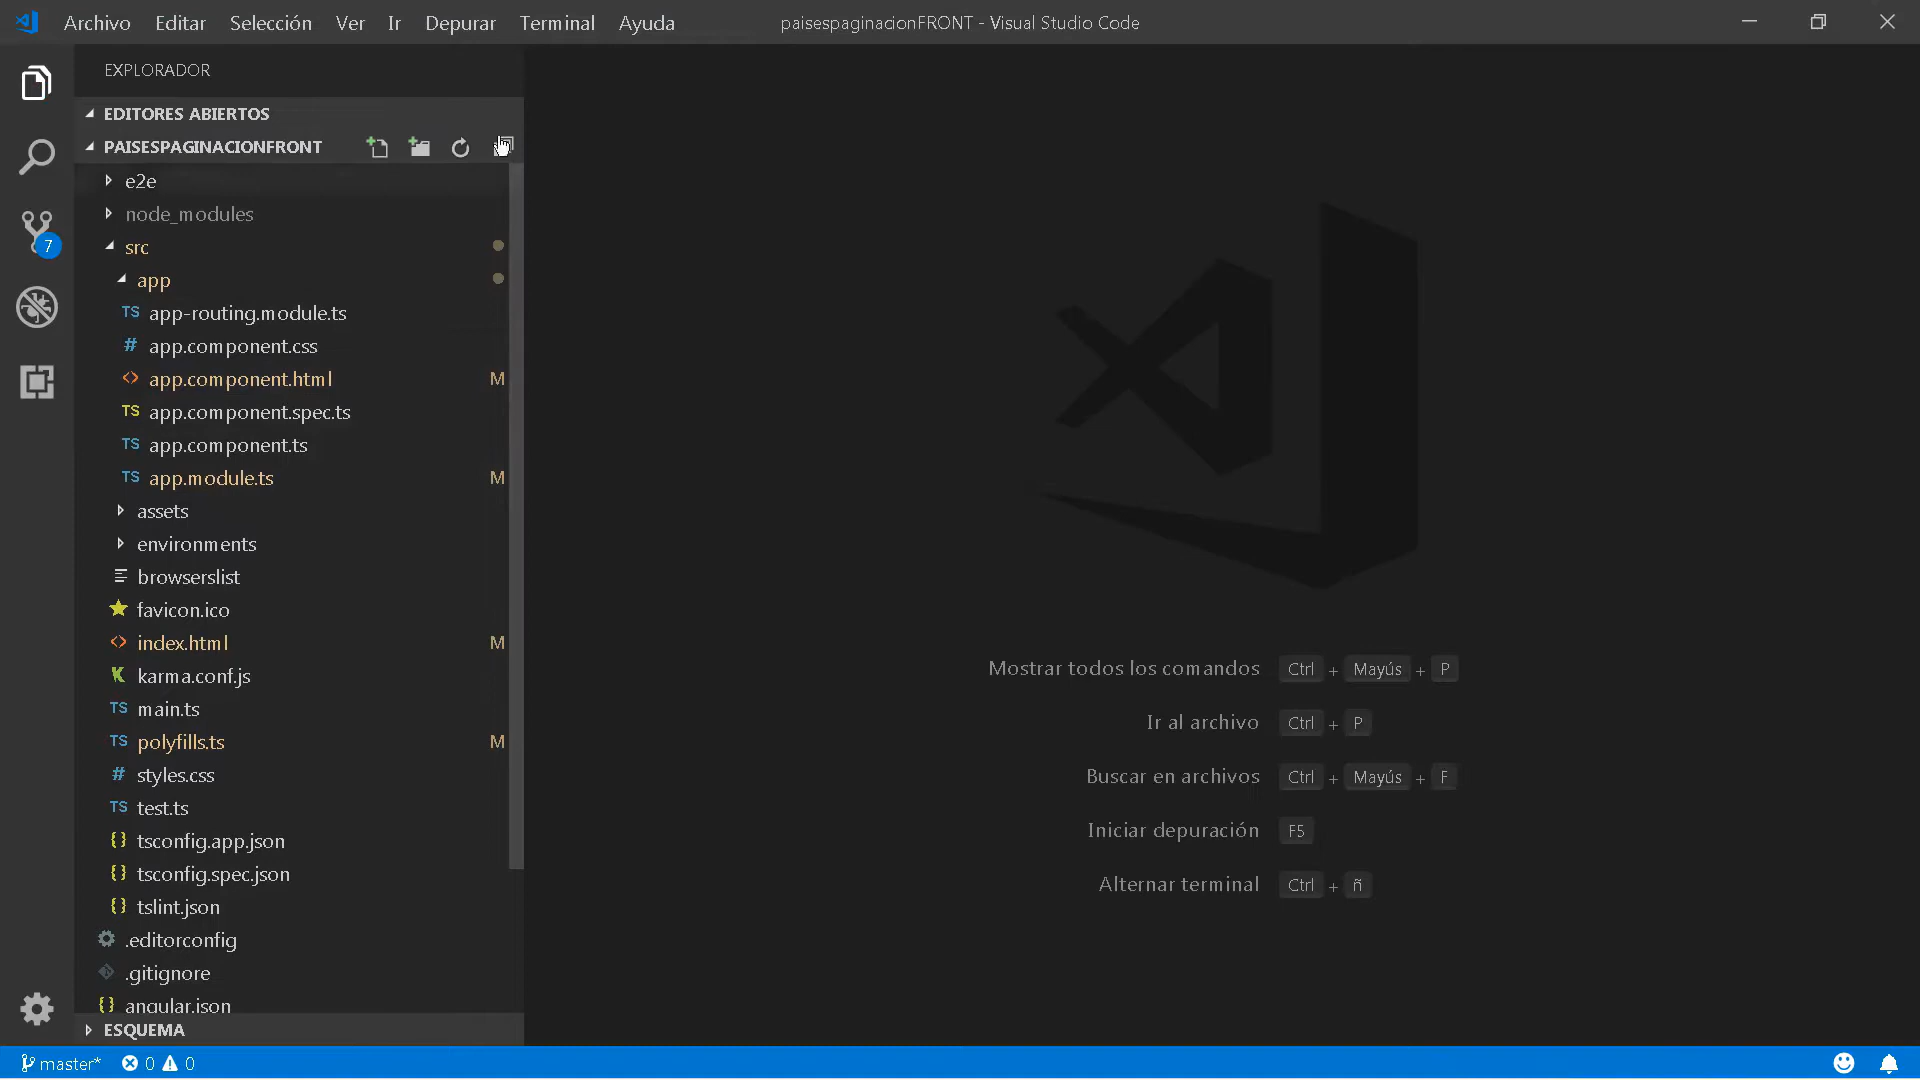 Archivo Editar Selección Ver Ir Depurar Terminal Ayuda paisespaginacionFRONT - Visual Studio Code
EXPLORADOR
EDITORES ABIERTOS
PAISESPAGINACIONFRONT
e2e
node_modules
7
src
app
TS app-routing.module.ts
# app.component.css
<> app.component.html M
TS app.component.spec.ts
TS app.component.ts
TS app.module.ts M
assets
environments
browserslist
favicon.ico
<> index.html M
karma.conf.js
TS main.ts
TS polyfills.ts M
# styles.css
TS test.ts
{} tsconfig.app.json
{} tsconfig.spec.json
{} tslint.json
.editorconfig
.gitignore
{} angular.json
ESQUEMA
Mostrar todos los comandos Ctrl + Mayús + P
Ir al archivo Ctrl + P
Buscar en archivos Ctrl + Mayús + F
Iniciar depuración F5
Alternar terminal Ctrl + ñ
master* 0 0